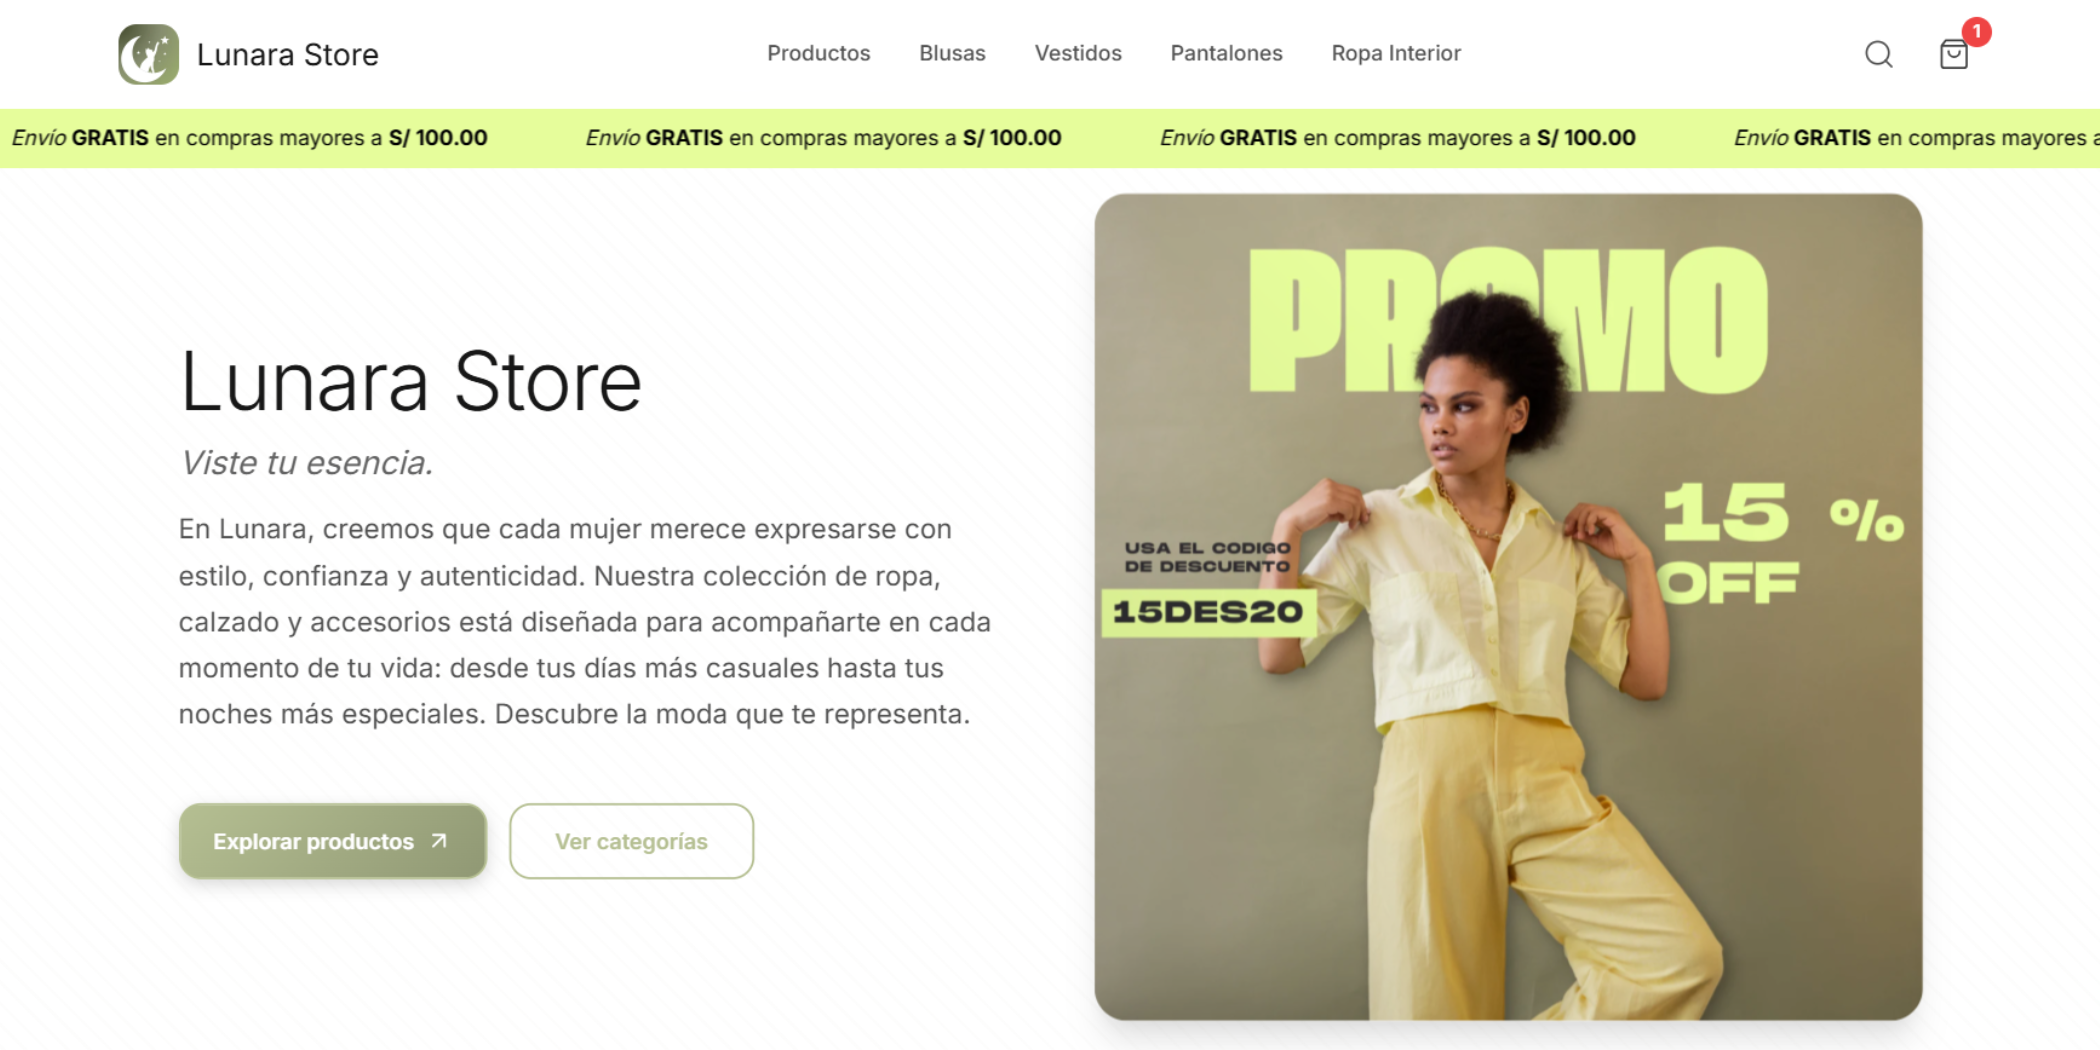 Lunara Store
Productos Blusas Vestidos Pantalones Ropa Interior
1
Envío GRATIS en compras mayores a S/ 100.00 Envío GRATIS en compras mayores a S/ 100.00 Envío GRATIS en compras mayores a S/ 100.00 Envío GRATIS en compras mayores a
Lunara Store
Viste tu esencia.
En Lunara, creemos que cada mujer merece expresarse con
estilo, confianza y autenticidad. Nuestra colección de ropa,
calzado y accesorios está diseñada para acompañarte en cada
momento de tu vida: desde tus días más casuales hasta tus
noches más especiales. Descubre la moda que te representa.
Explorar productos
Ver categorías
PROMO
15 %
OFF
USA EL CODIGO
DE DESCUENTO
15DES20